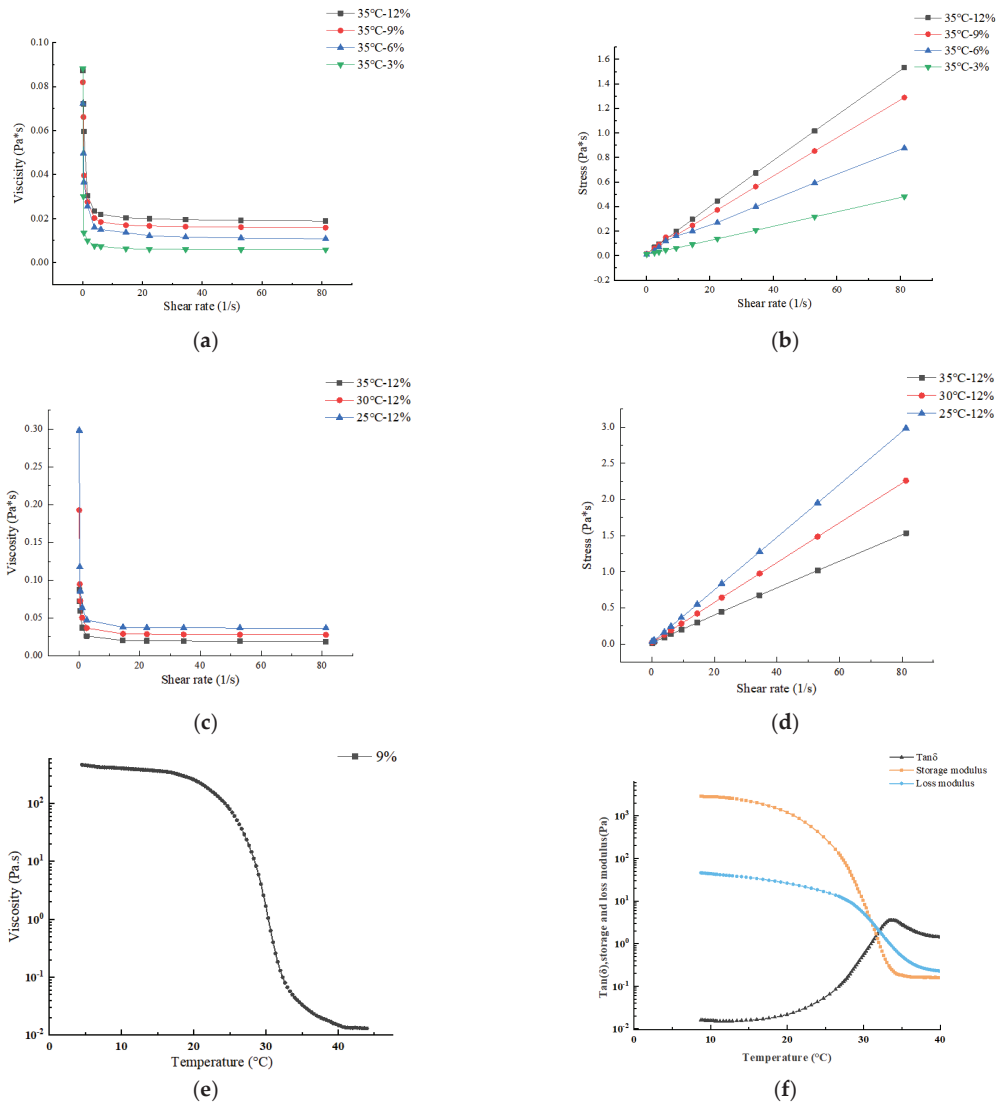 35℃-12%
35℃-9%
35℃-6%
35℃-3%
0.10
0.08
0.06
0.04
0.02
0.00
Viscisity (Pa*s)
0 20 40 60 80
Shear rate (1/s)
(a)
35℃-12%
35℃-9%
35℃-6%
35℃-3%
1.6
1.4
1.2
1.0
0.8
0.6
0.4
0.2
0.0
-0.2
Stress (Pa*s)
0 20 40 60 80
Shear rate (1/s)
(b)
35℃-12%
30℃-12%
25℃-12%
0.30
0.25
0.20
0.15
0.10
0.05
0.00
Viscosity (Pa*s)
0 20 40 60 80
Shear rate (1/s)
(c)
35℃-12%
30℃-12%
25℃-12%
3.0
2.5
2.0
1.5
1.0
0.5
0.0
Stress (Pa*s)
0 20 40 60 80
Shear rate (1/s)
(d)
9%
10²
10¹
10⁰
10⁻¹
10⁻²
Viscosity (Pa.s)
0 10 20 30 40
Temperature (°C)
(e)
Tanδ
Storage modulus
Loss modulus
10³
10²
10¹
10⁰
10⁻¹
10⁻²
Tan(δ),storage and loss modulus(Pa)
0 10 20 30 40
Temperature (°C)
(f)